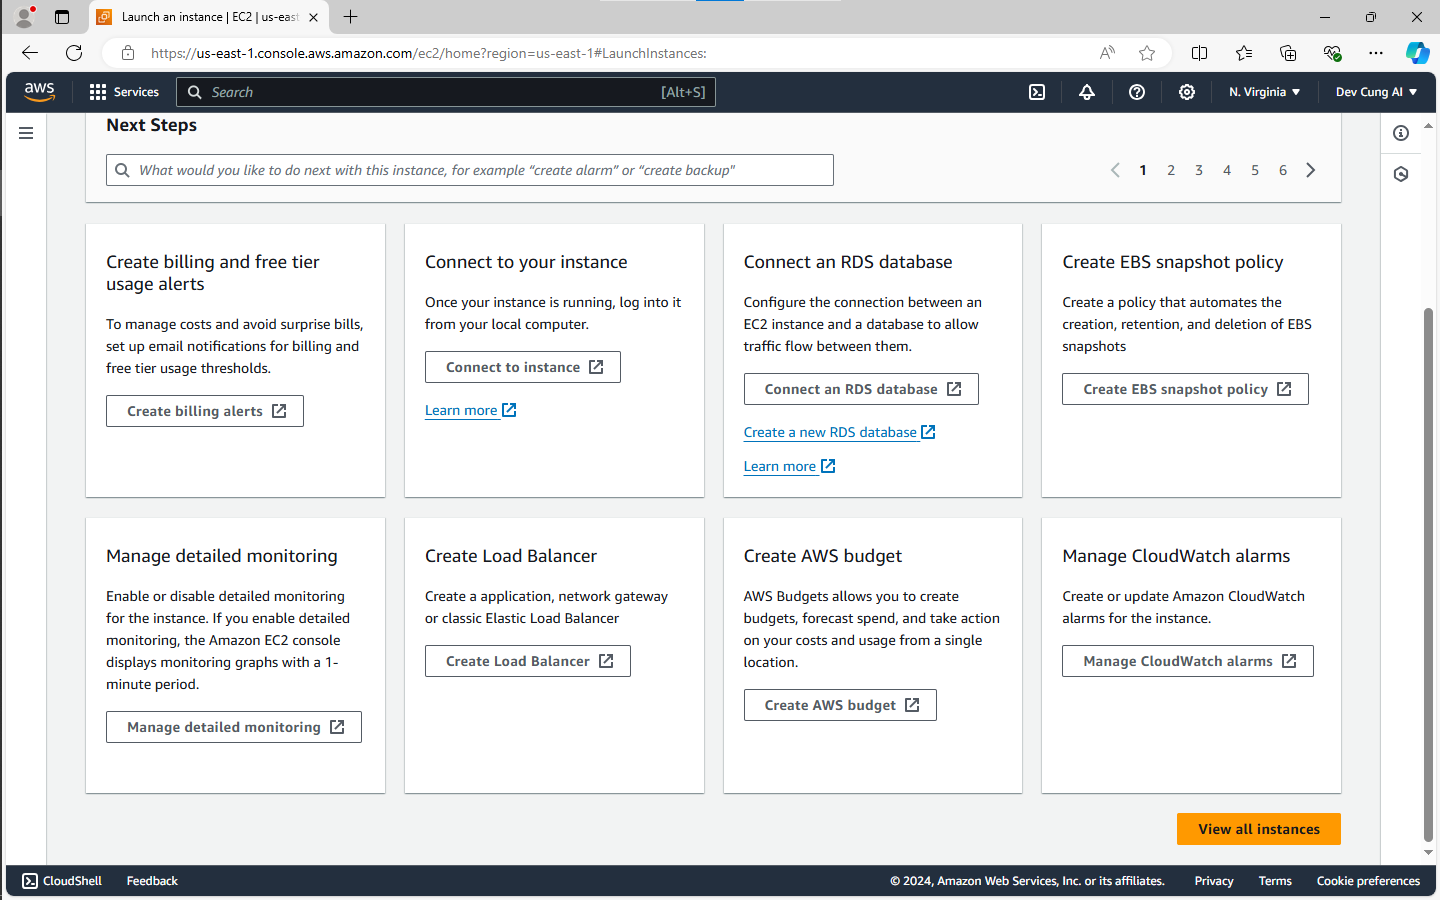 Launch an instance | EC2 | us-east
https://us-east-1.console.aws.amazon.com/ec2/home?region=us-east-1#LaunchInstances:
aws
Services
Search
[Alt+S]
N. Virginia
Dev Cung AI
Next Steps
What would you like to do next with this instance, for example “create alarm” or “create backup"
1 2 3 4 5 6
Create billing and free tier
usage alerts
To manage costs and avoid surprise bills,
set up email notifications for billing and
free tier usage thresholds.
Create billing alerts
Connect to your instance
Once your instance is running, log into it
from your local computer.
Connect to instance
Learn more
Connect an RDS database
Configure the connection between an
EC2 instance and a database to allow
traffic flow between them.
Connect an RDS database
Create a new RDS database
Learn more
Create EBS snapshot policy
Create a policy that automates the
creation, retention, and deletion of EBS
snapshots
Create EBS snapshot policy
Manage detailed monitoring
Enable or disable detailed monitoring
for the instance. If you enable detailed
monitoring, the Amazon EC2 console
displays monitoring graphs with a 1-
minute period.
Manage detailed monitoring
Create Load Balancer
Create a application, network gateway
or classic Elastic Load Balancer
Create Load Balancer
Create AWS budget
AWS Budgets allows you to create
budgets, forecast spend, and take action
on your costs and usage from a single
location.
Create AWS budget
Manage CloudWatch alarms
Create or update Amazon CloudWatch
alarms for the instance.
Manage CloudWatch alarms
View all instances
CloudShell
Feedback
© 2024, Amazon Web Services, Inc. or its affiliates.
Privacy
Terms
Cookie preferences